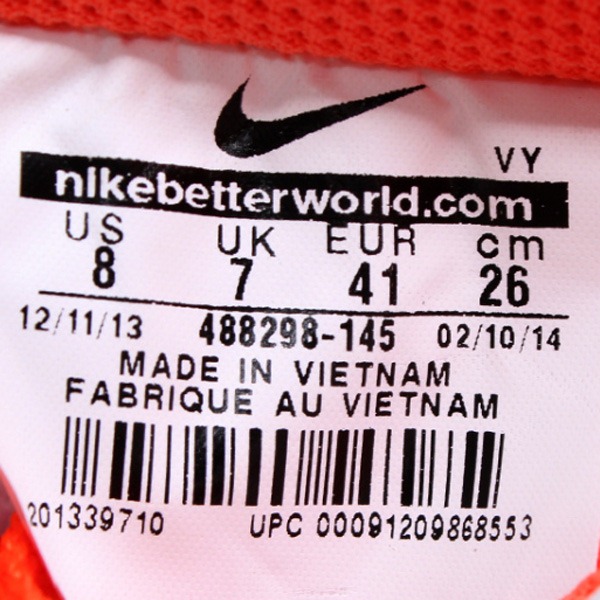 VY
nikebetterworld.com
US UK EUR cm
8 7 41 26
12/11/13 488298-145 02/10/14
MADE IN VIETNAM
FABRIQUE AU VIETNAM
201339710 UPC 00091209868553